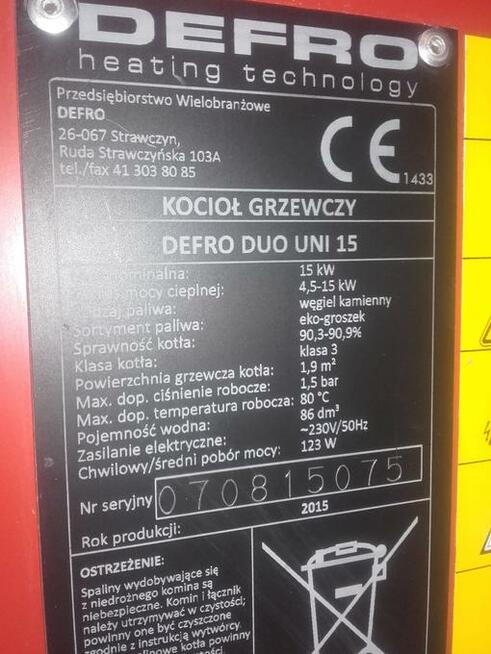 DEFRO
heating technology
Przedsiębiorstwo Wielobranżowe
DEFRO
26-067 Strawczyn,
Ruda Strawczyńska 103A
tel./fax 41 303 80 85
CE
1433
KOCIOŁ GRZEWCZY
DEFRO DUO UNI 15
nominalna: 15 kW
mocy cieplnej: 4,5-15 kW
paliwa: węgiel kamienny
Sortyment paliwa: eko-groszek
Sprawność kotła: 90,3-90,9%
Klasa kotła: klasa 3
Powierzchnia grzewcza kotła: 1,9 m²
Max. dop. ciśnienie robocze: 1,5 bar
Max. dop. temperatura robocza: 80 °C
Pojemność wodna: 86 dm³
Zasilanie elektryczne: ~230V/50Hz
Chwilowy/średni pobór mocy: 123 W
Nr seryjny 070815075
Rok produkcji: 2015
OSTRZEŻENIE:
Spaliny wydobywające się
z niedrożnego komina są
niebezpieczne. Komin i łącznik
należy utrzymywać w czystości;
powinny one być czyszczone
zgodnie z instrukcją wytwórcy.
kotła powinny